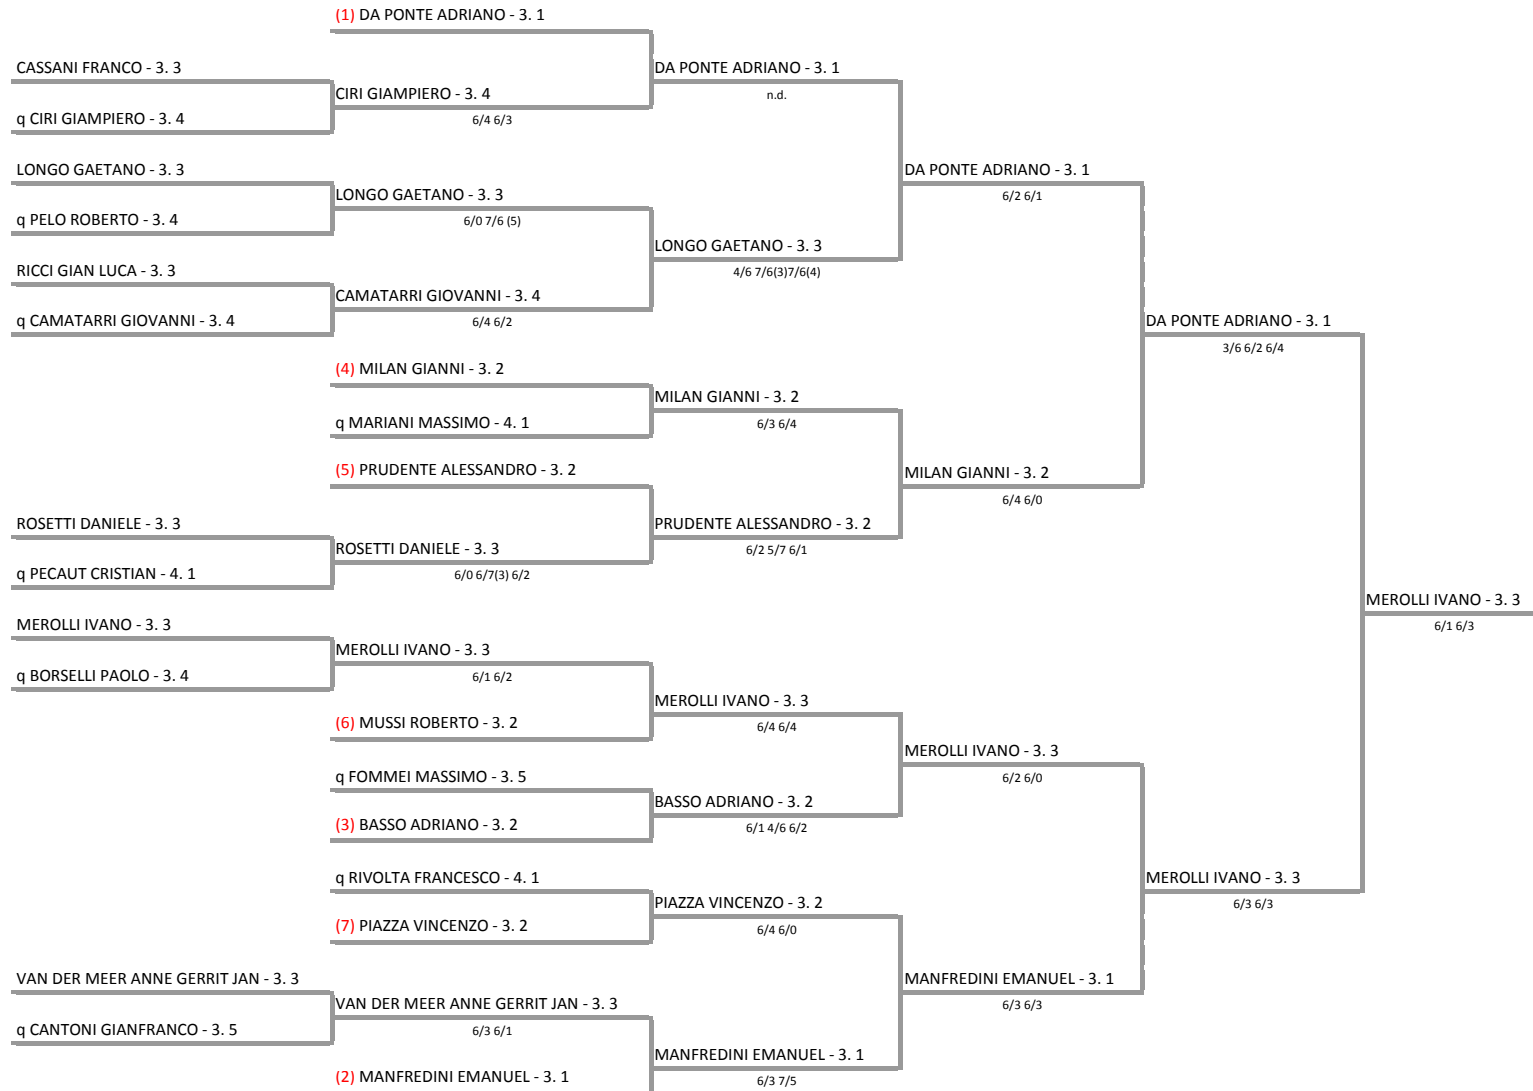 (1) DA PONTE ADRIANO - 3. 1
CASSANI FRANCO - 3. 3
DA PONTE ADRIANO - 3. 1
CIRI GIAMPIERO - 3. 4
n.d.
q CIRI GIAMPIERO - 3. 4
6/4 6/3
LONGO GAETANO - 3. 3
DA PONTE ADRIANO - 3. 1
LONGO GAETANO - 3. 3
6/2 6/1
q PELO ROBERTO - 3. 4
6/0 7/6 (5)
LONGO GAETANO - 3. 3
RICCI GIAN LUCA - 3. 3
4/6 7/6(3)7/6(4)
CAMATARRI GIOVANNI - 3. 4
q CAMATARRI GIOVANNI - 3. 4
6/4 6/2
DA PONTE ADRIANO - 3. 1
3/6 6/2 6/4
(4) MILAN GIANNI - 3. 2
MILAN GIANNI - 3. 2
q MARIANI MASSIMO - 4. 1
6/3 6/4
(5) PRUDENTE ALESSANDRO - 3. 2
MILAN GIANNI - 3. 2
6/4 6/0
ROSETTI DANIELE - 3. 3
PRUDENTE ALESSANDRO - 3. 2
ROSETTI DANIELE - 3. 3
6/2 5/7 6/1
q PECAUT CRISTIAN - 4. 1
6/0 6/7(3) 6/2
MEROLLI IVANO - 3. 3
MEROLLI IVANO - 3. 3
6/1 6/3
MEROLLI IVANO - 3. 3
q BORSELLI PAOLO - 3. 4
6/1 6/2
MEROLLI IVANO - 3. 3
(6) MUSSI ROBERTO - 3. 2
6/4 6/4
MEROLLI IVANO - 3. 3
q FOMMEI MASSIMO - 3. 5
6/2 6/0
BASSO ADRIANO - 3. 2
(3) BASSO ADRIANO - 3. 2
6/1 4/6 6/2
q RIVOLTA FRANCESCO - 4. 1
MEROLLI IVANO - 3. 3
PIAZZA VINCENZO - 3. 2
6/3 6/3
(7) PIAZZA VINCENZO - 3. 2
6/4 6/0
VAN DER MEER ANNE GERRIT JAN - 3. 3
MANFREDINI EMANUEL - 3. 1
VAN DER MEER ANNE GERRIT JAN - 3. 3
6/3 6/3
q CANTONI GIANFRANCO - 3. 5
6/3 6/1
MANFREDINI EMANUEL - 3. 1
(2) MANFREDINI EMANUEL - 3. 1
6/3 7/5